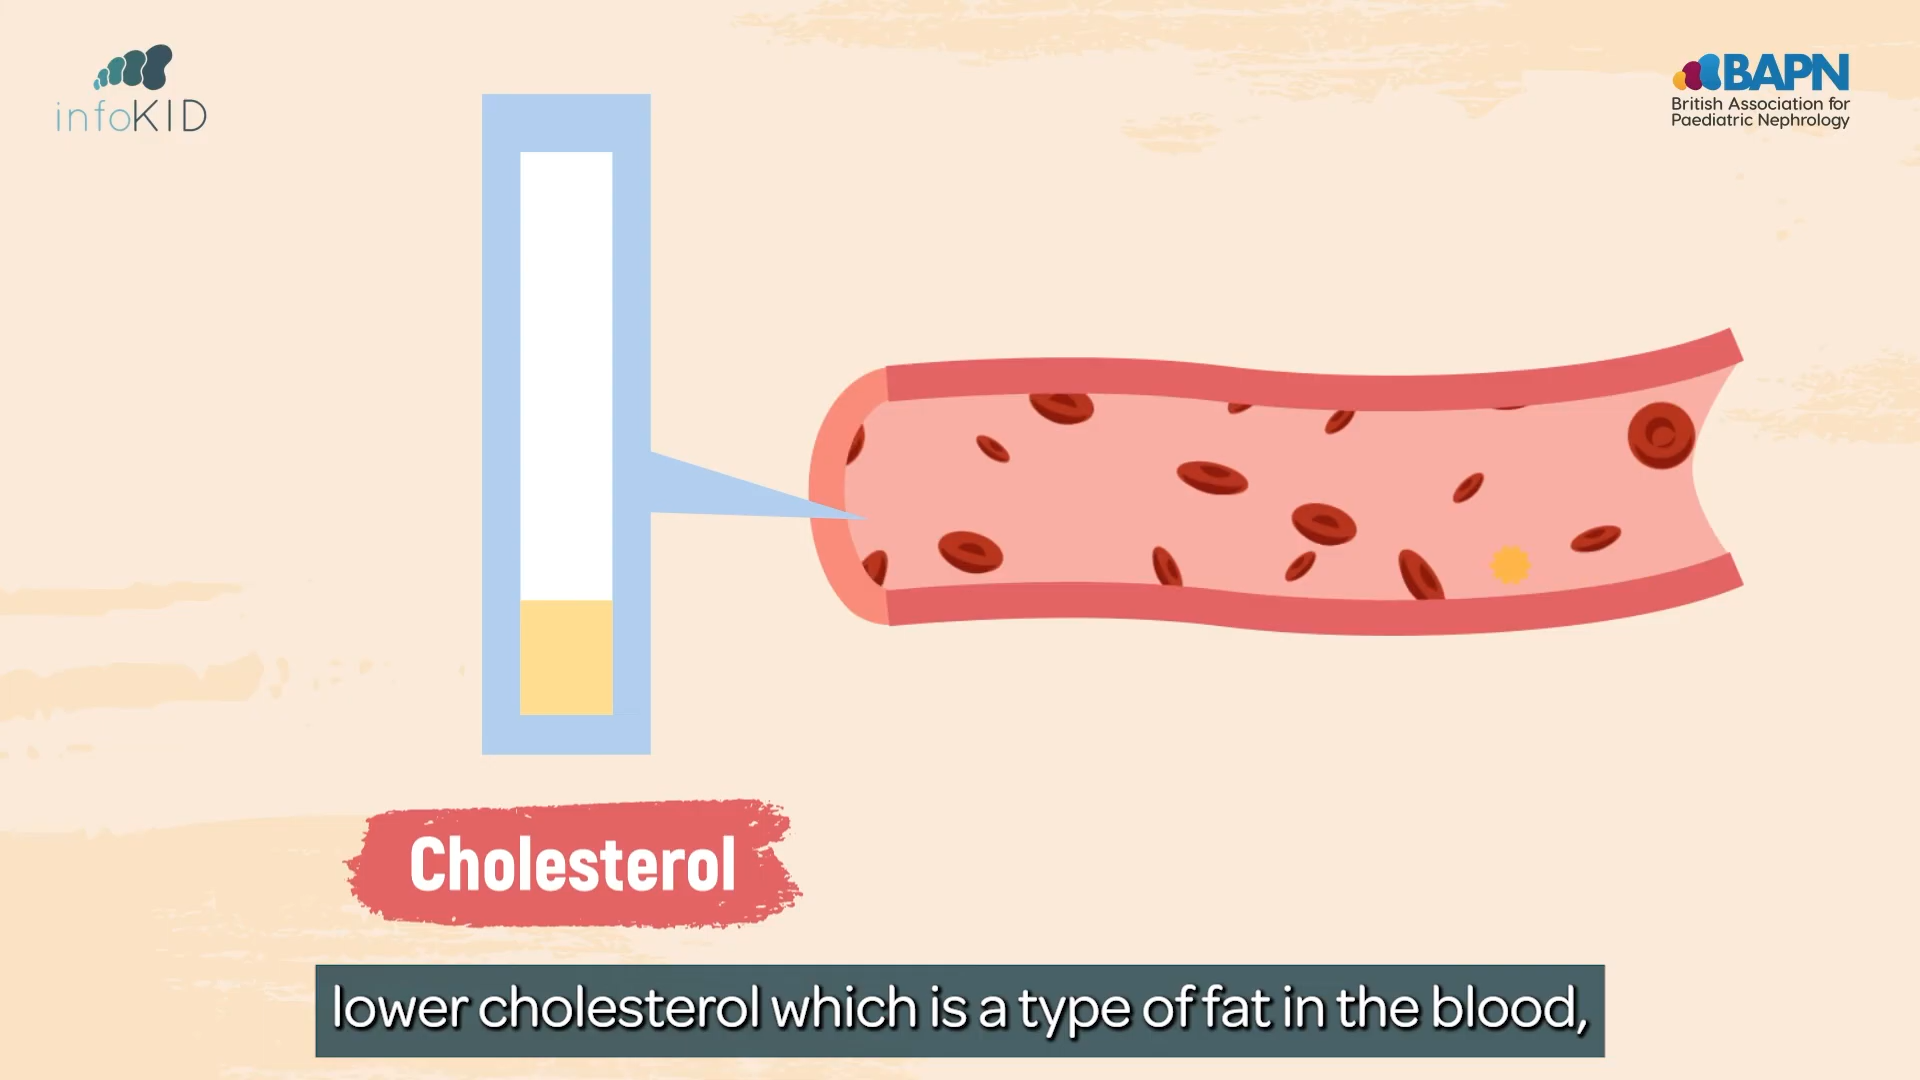 infoKID
BAPN
British Association for
Paediatric Nephrology
Cholesterol
lower cholesterol which is a type of fat in the blood,